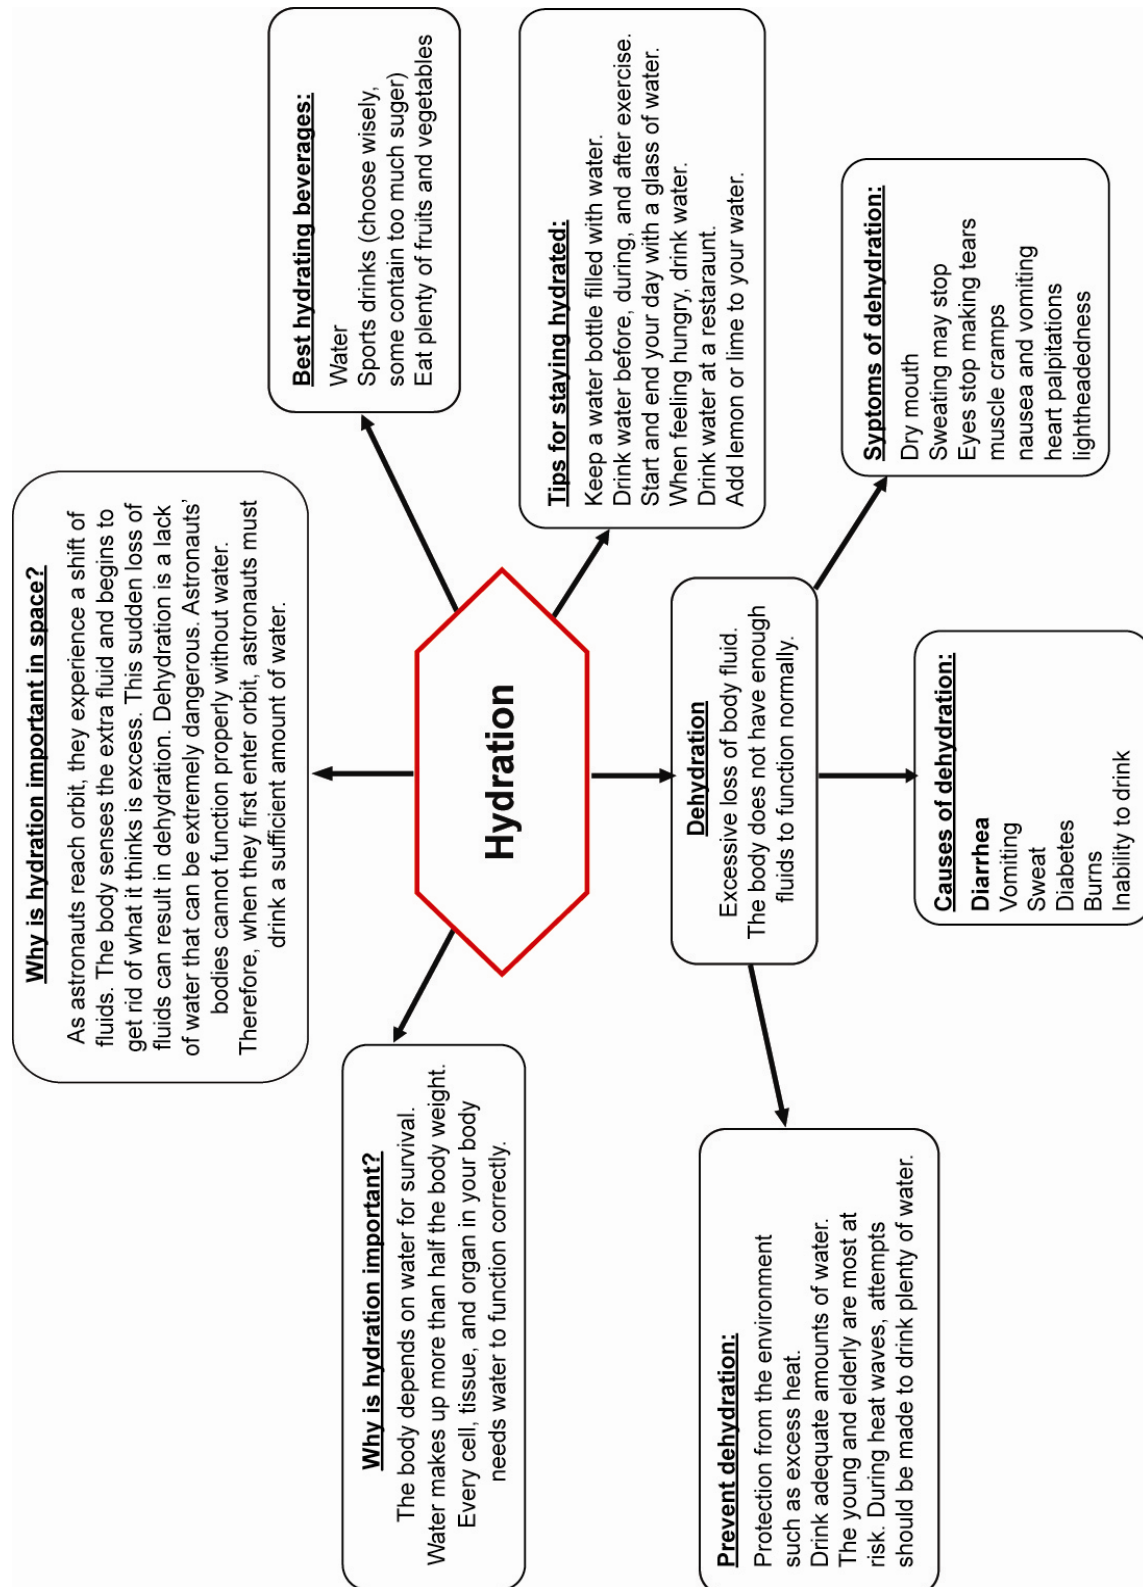 Why is hydration important in space?
As astronauts reach orbit, they experience a shift of
fluids. The body senses the extra fluid and begins to
get rid of what it thinks is excess. This sudden loss of
fluids can result in dehydration. Dehydration is a lack
of water that can be extremely dangerous. Astronauts’
bodies cannot function properly without water.
Therefore, when they first enter orbit, astronauts must
drink a sufficient amount of water.
Why is hydration important?
The body depends on water for survival.
Water makes up more than half the body weight.
Every cell, tissue, and organ in your body
needs water to function correctly.
Hydration
Best hydrating beverages:
Water
Sports drinks (choose wisely,
some contain too much suger)
Eat plenty of fruits and vegetables
Tips for staying hydrated:
Keep a water bottle filled with water.
Drink water before, during, and after exercise.
Start and end your day with a glass of water.
When feeling hungry, drink water.
Drink water at a restaraunt.
Add lemon or lime to your water.
Dehydration
Excessive loss of body fluid.
The body does not have enough
fluids to function normally.
Prevent dehydration:
Protection from the environment
such as excess heat.
Drink adequate amounts of water.
The young and elderly are most at
risk. During heat waves, attempts
should be made to drink plenty of water.
Causes of dehydration:
Diarrhea
Vomiting
Sweat
Diabetes
Burns
Inability to drink
Syptoms of dehydration:
Dry mouth
Sweating may stop
Eyes stop making tears
muscle cramps
nausea and vomiting
heart palpitations
lightheadedness